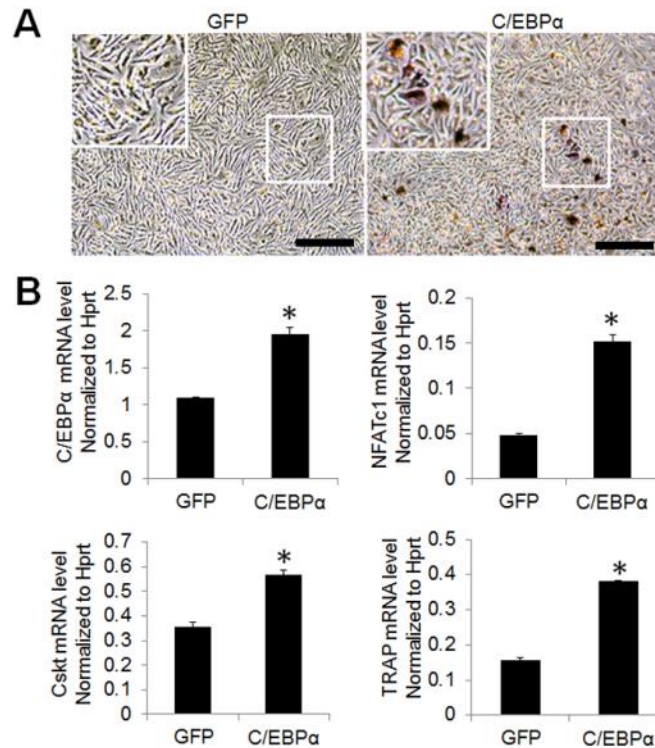 A
GFP
C/EBPα
B
C/EBPα mRNA level
Normalized to Hprt
2.5
2
1.5
1
0.5
0
GFP
C/EBPα
*
NFATc1 mRNA level
Normalized to Hprt
0.2
0.15
0.1
0.05
0
GFP
C/EBPα
*
Cskt mRNA level
Normalized to Hprt
0.7
0.6
0.5
0.4
0.3
0.2
0.1
0
GFP
C/EBPα
*
TRAP mRNA level
Normalized to Hprt
0.5
0.4
0.3
0.2
0.1
0
GFP
C/EBPα
*